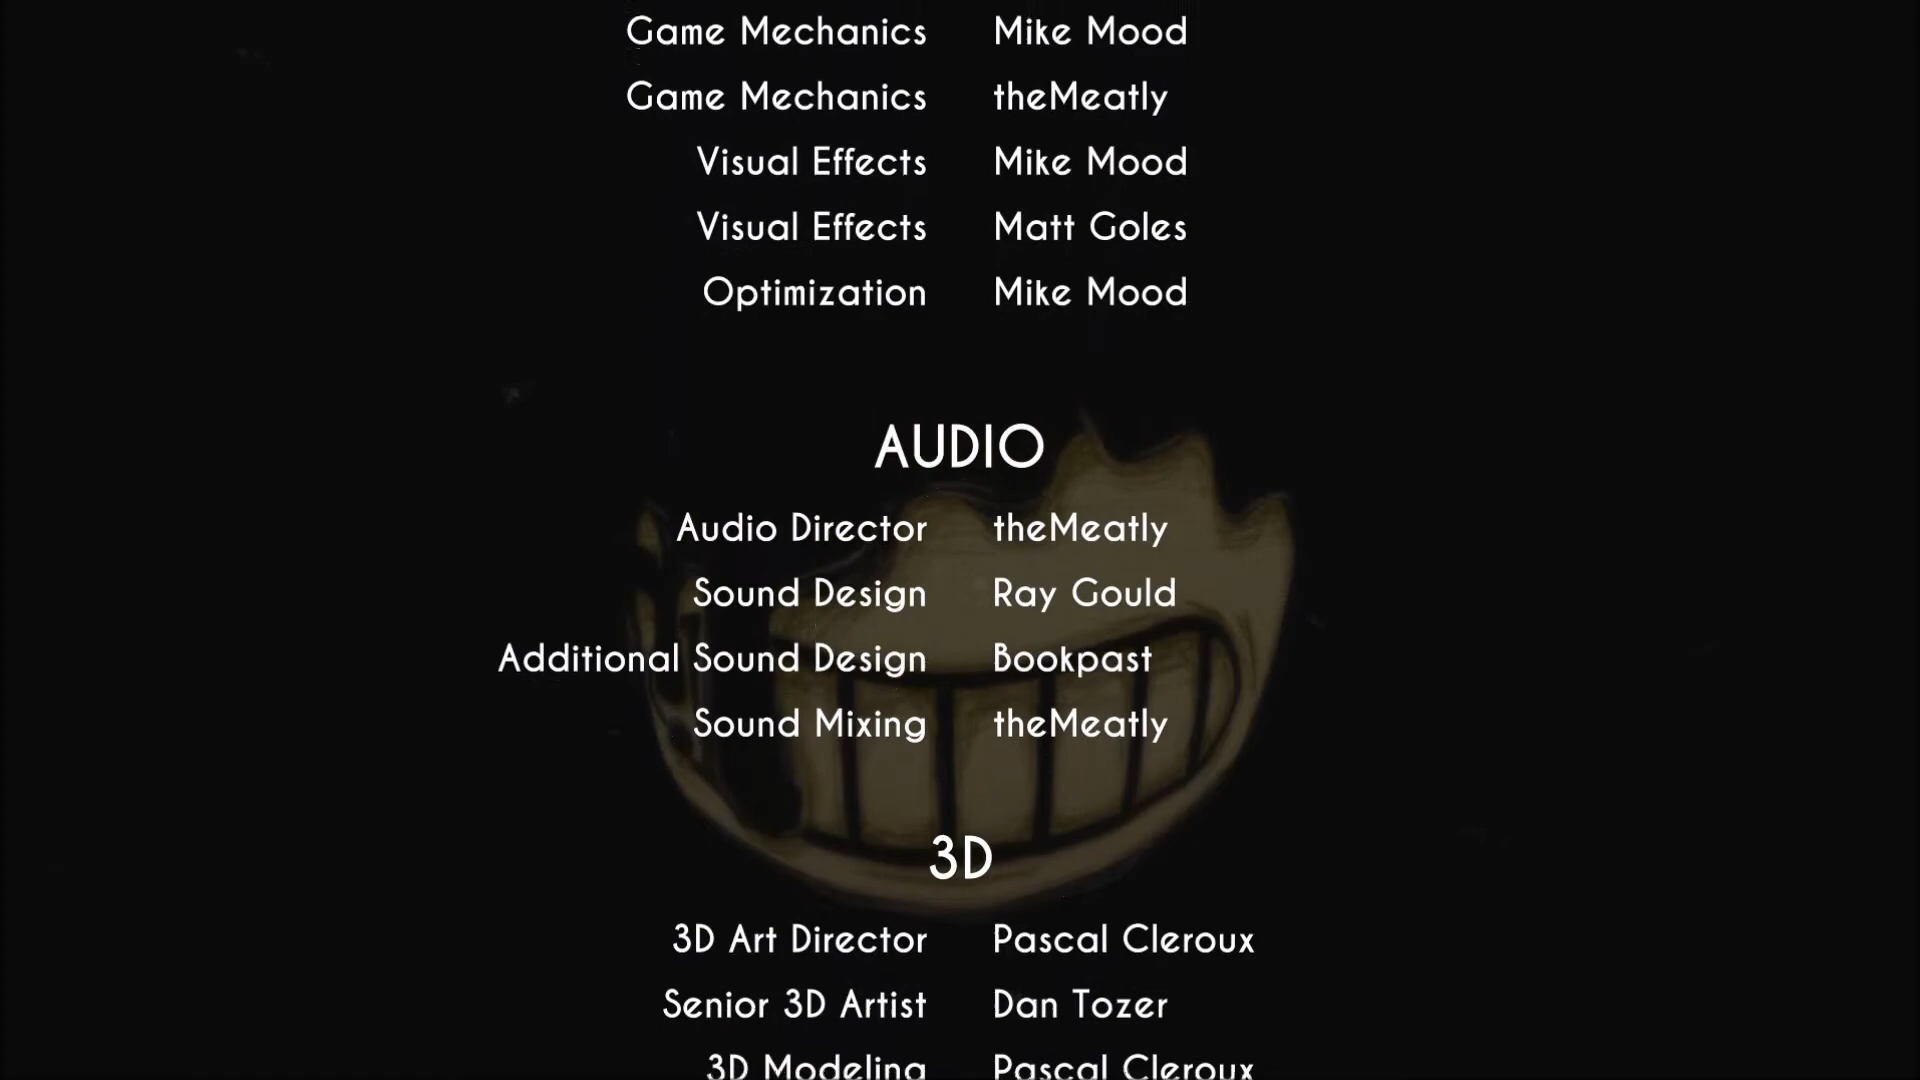 Game Mechanics Mike Mood
Game Mechanics theMeatly
Visual Effects Mike Mood
Visual Effects Matt Goles
Optimization Mike Mood
AUDIO
Audio Director theMeatly
Sound Design Ray Gould
Additional Sound Design Bookpast
Sound Mixing theMeatly
3D
3D Art Director Pascal Cleroux
Senior 3D Artist Dan Tozer
3D Modeling Pascal Cleroux